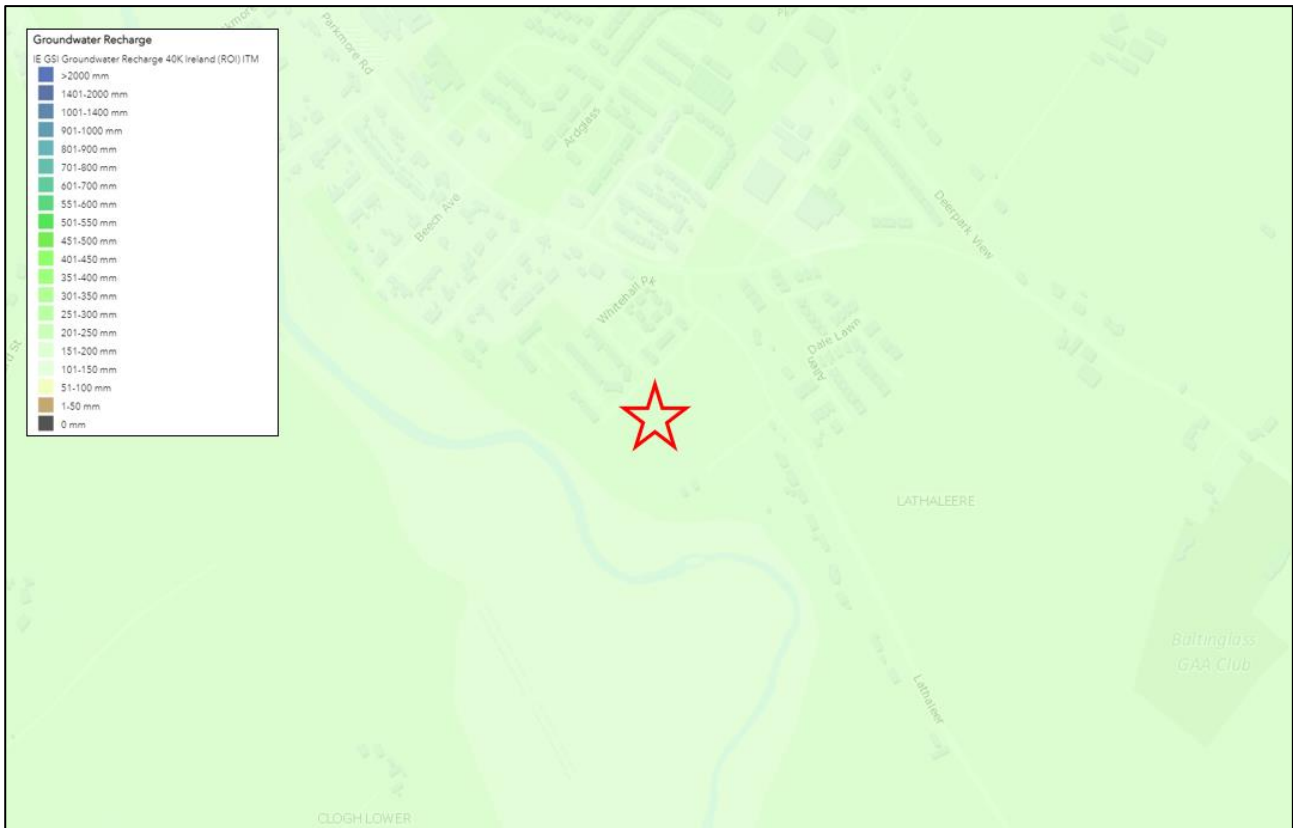 Groundwater Recharge
IE GSI Groundwater Recharge 40K Ireland (ROI) ITM
>2000 mm
1401-2000 mm
1001-1400 mm
901-1000 mm
801-900 mm
701-800 mm
601-700 mm
551-600 mm
501-550 mm
451-500 mm
401-450 mm
351-400 mm
301-350 mm
251-300 mm
201-250 mm
151-200 mm
101-150 mm
51-100 mm
1-50 mm
0 mm
Parkmore Rd
Ardglass
Beech Ave
Deerpark View
Whitehall Pk
Allen
Dale Lawn
LATHALEERE
Baltinglass
GAA Club
Lathaleer
CLOGH LOWER